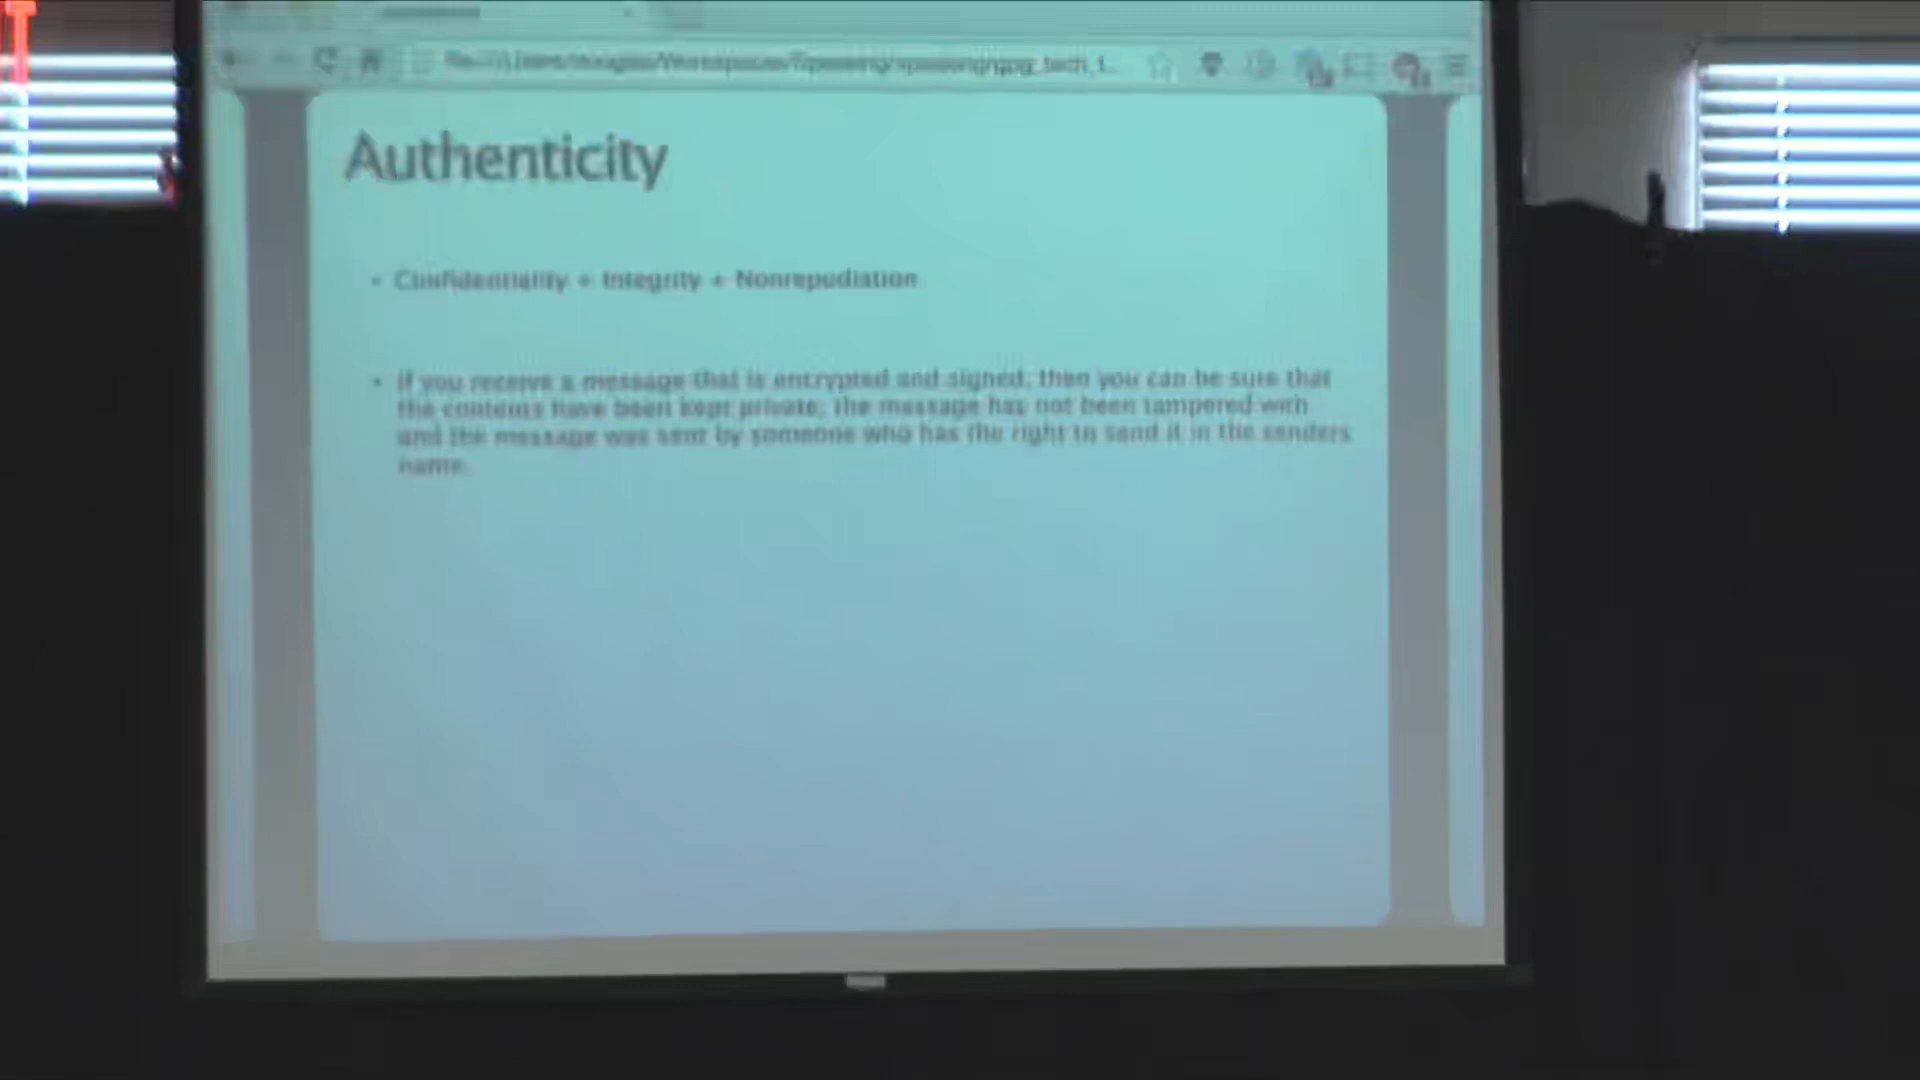 Authenticity
• Confidentiality + Integrity + Nonrepudiation
• If you receive a message that is encrypted and signed, then you can be sure that
the contents have been kept private, the message has not been tampered with
and the message was sent by someone who has the right to send it in the senders
name.